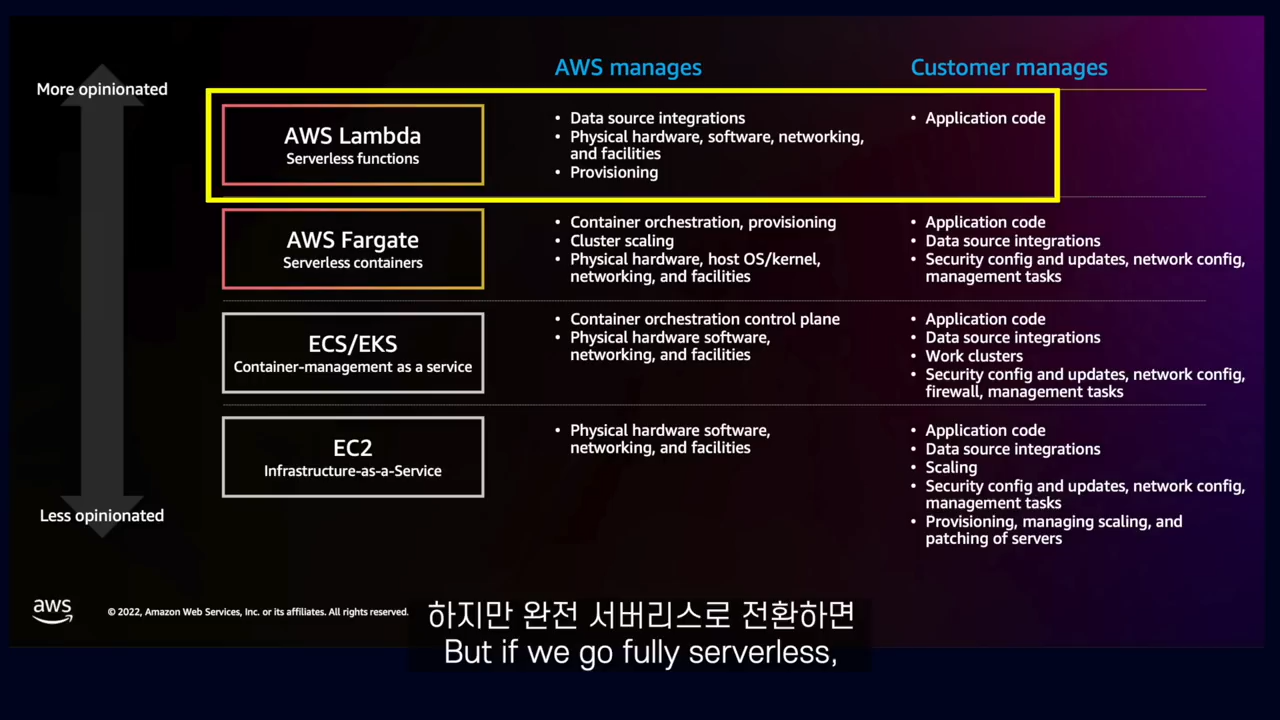 AWS manages
Customer manages
More opinionated
AWS Lambda
Serverless functions
• Data source integrations
• Physical hardware, software, networking,
and facilities
• Provisioning
• Application code
AWS Fargate
Serverless containers
• Container orchestration, provisioning
• Cluster scaling
• Physical hardware, host OS/kernel,
networking, and facilities
• Application code
• Data source integrations
• Security config and updates, network config,
management tasks
ECS/EKS
Container-management as a service
• Container orchestration control plane
• Physical hardware software,
networking, and facilities
• Application code
• Data source integrations
• Work clusters
• Security config and updates, network config,
firewall, management tasks
EC2
Infrastructure-as-a-Service
• Physical hardware software,
networking, and facilities
• Application code
• Data source integrations
• Scaling
• Security config and updates, network config,
management tasks
• Provisioning, managing scaling, and
patching of servers
Less opinionated
aws
© 2022, Amazon Web Services, Inc. or its affiliates. All rights reserved.
하지만 완전 서버리스로 전환하면
But if we go fully serverless,